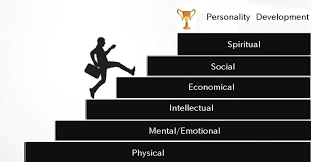 Personality Development
Spiritual
Social
Economical
Intellectual
Mental/Emotional
Physical